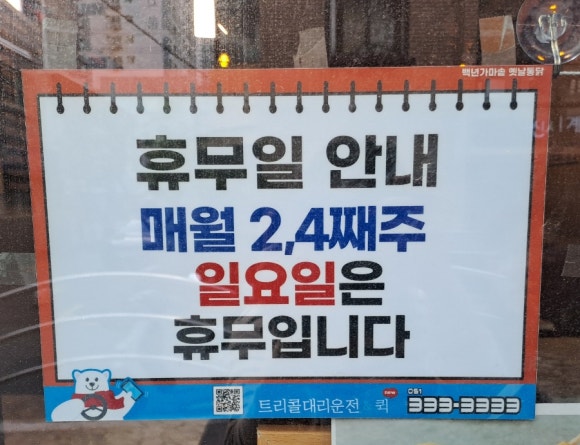 백년가마솥 옛날통닭
휴무일 안내
매월 2,4째주
일요일은
휴무입니다
트리콜대리운전 퀵 333-3333